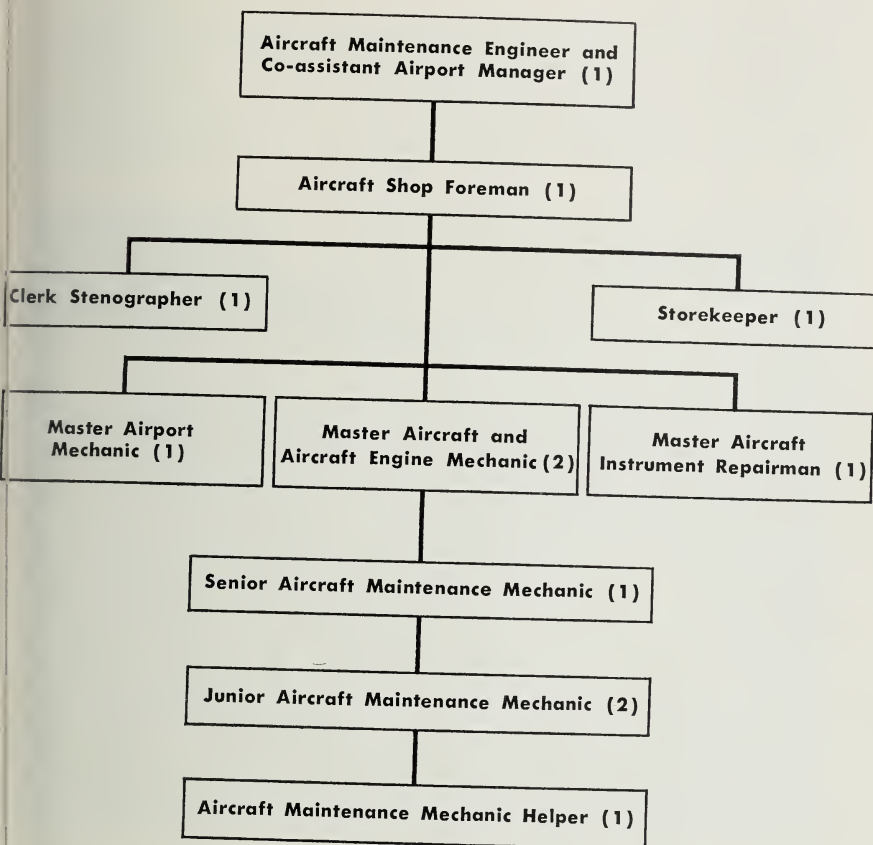 Aircraft Maintenance Engineer and
Co-assistant Airport Manager (1)
Aircraft Shop Foreman (1)
Clerk Stenographer (1)
Storekeeper (1)
Master Airport
Mechanic (1)
Master Aircraft and
Aircraft Engine Mechanic (2)
Master Aircraft
Instrument Repairman (1)
Senior Aircraft Maintenance Mechanic (1)
Junior Aircraft Maintenance Mechanic (2)
Aircraft Maintenance Mechanic Helper (1)